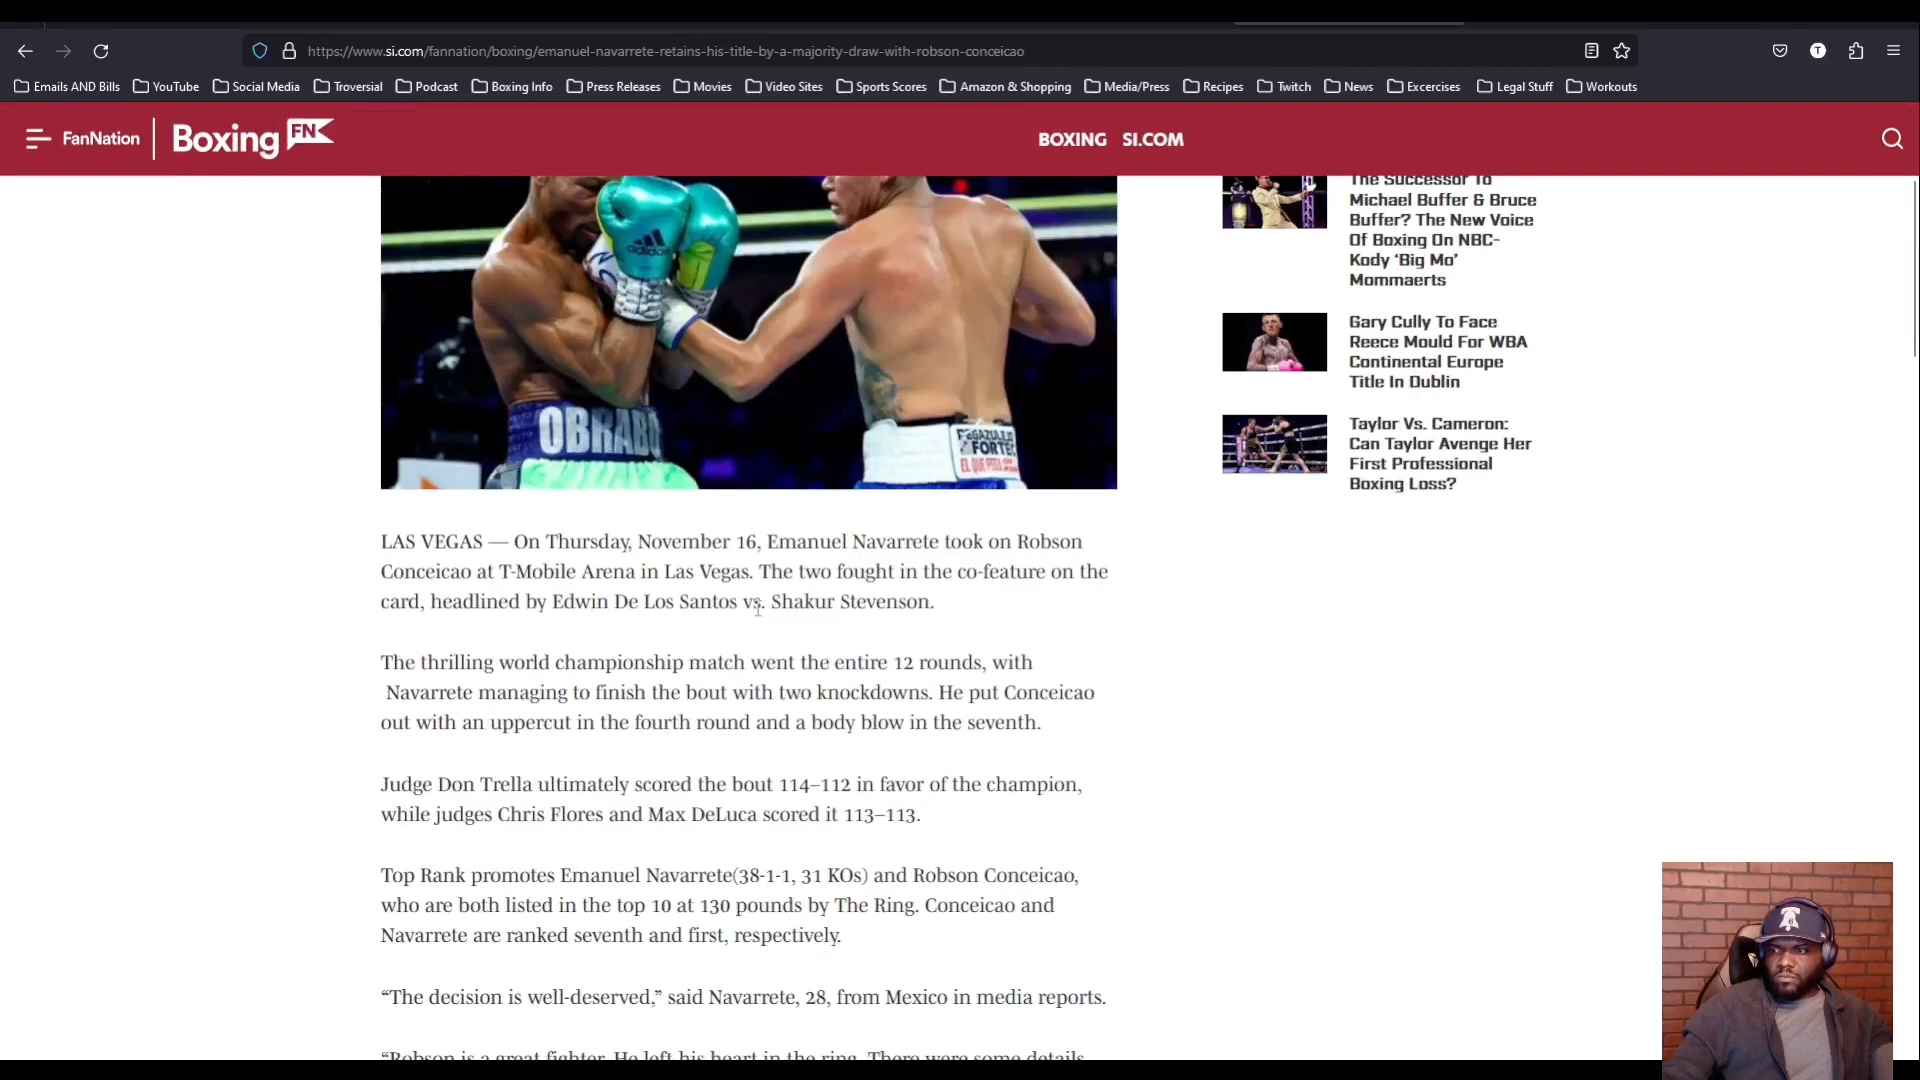 https://www.si.com/fannation/boxing/emanuel-navarrete-retains-his-title-by-a-majority-draw-with-robson-conceicao
T
Emails AND Bills
YouTube
Social Media
Troversial
Podcast
Boxing Info
Press Releases
Movies
Video Sites
Sports Scores
Amazon & Shopping
Media/Press
Recipes
Twitch
News
Excercises
Legal Stuff
Workouts
FanNation
Boxing FN
BOXING SI.COM
adidas
OBRABO
PEGAZULEJO
FORTEC
EL QUE PEGA
The Successor To
Michael Buffer & Bruce
Buffer? The New Voice
Of Boxing On NBC-
Kody ‘Big Mo’
Mommaerts
Gary Cully To Face
Reece Mould For WBA
Continental Europe
Title In Dublin
Taylor Vs. Cameron:
Can Taylor Avenge Her
First Professional
Boxing Loss?
LAS VEGAS — On Thursday, November 16, Emanuel Navarrete took on Robson
Conceicao at T-Mobile Arena in Las Vegas. The two fought in the co-feature on the
card, headlined by Edwin De Los Santos vs. Shakur Stevenson.
The thrilling world championship match went the entire 12 rounds, with
Navarrete managing to finish the bout with two knockdowns. He put Conceicao
out with an uppercut in the fourth round and a body blow in the seventh.
Judge Don Trella ultimately scored the bout 114–112 in favor of the champion,
while judges Chris Flores and Max DeLuca scored it 113–113.
Top Rank promotes Emanuel Navarrete(38-1-1, 31 KOs) and Robson Conceicao,
who are both listed in the top 10 at 130 pounds by The Ring. Conceicao and
Navarrete are ranked seventh and first, respectively.
“The decision is well-deserved,” said Navarrete, 28, from Mexico in media reports.
“Robson is a great fighter. He left his heart in the ring. There were some details